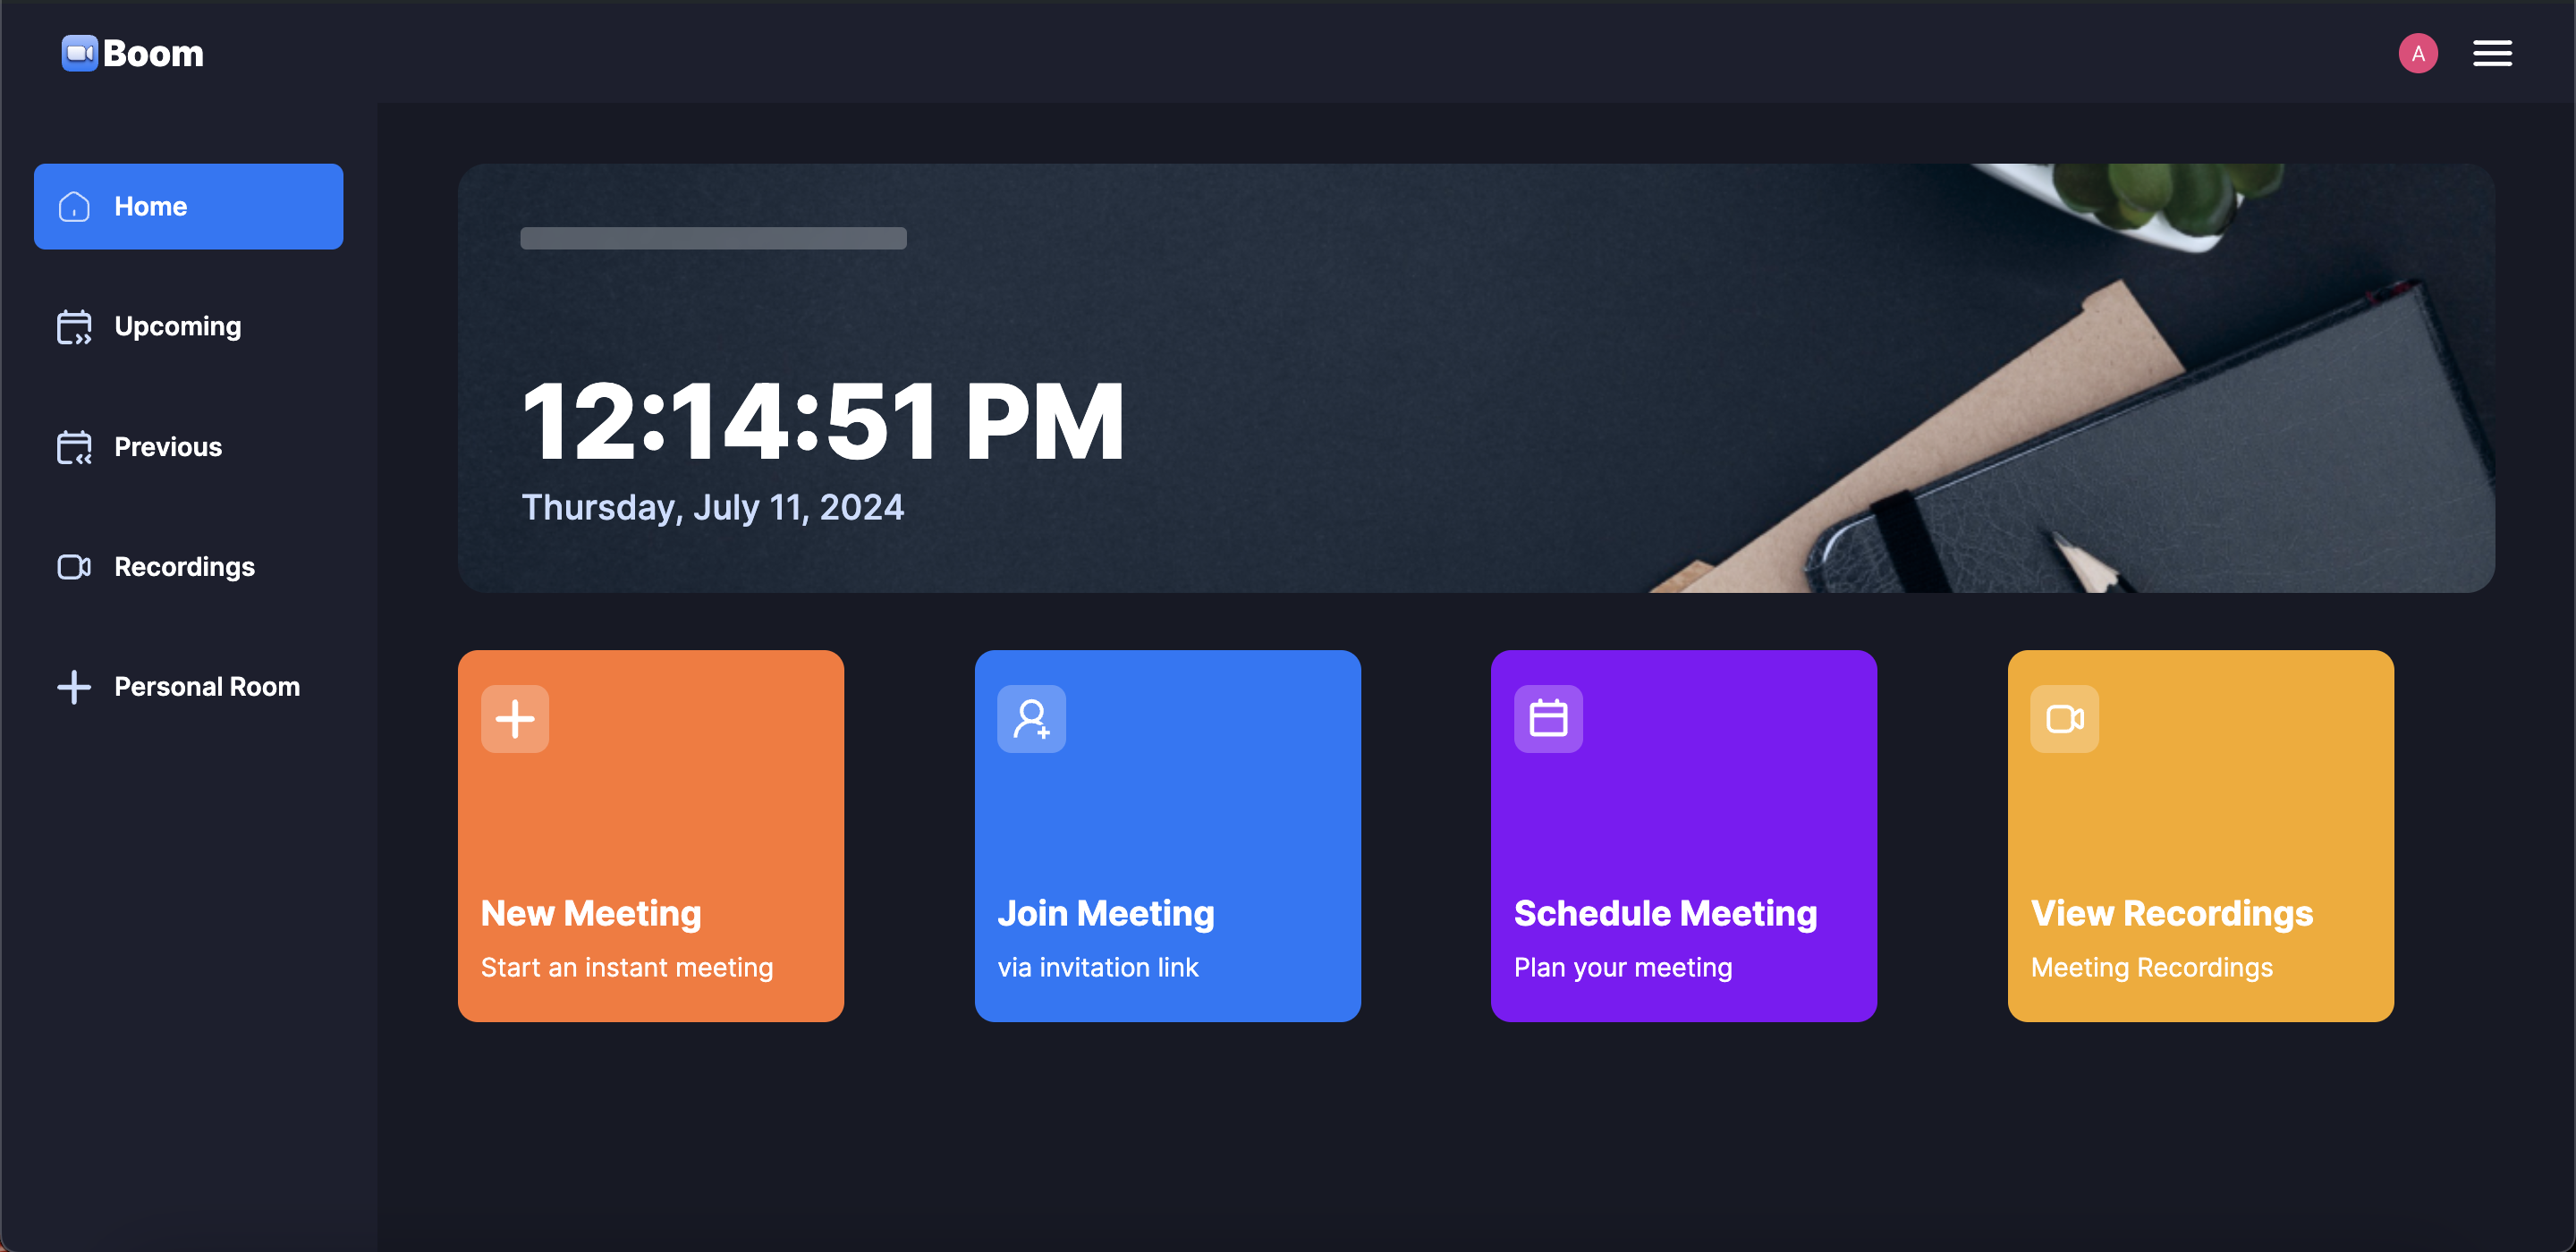 Boom
A
Home
Upcoming
Previous
Recordings
Personal Room
12:14:51 PM
Thursday, July 11, 2024
New Meeting
Start an instant meeting
Join Meeting
via invitation link
Schedule Meeting
Plan your meeting
View Recordings
Meeting Recordings